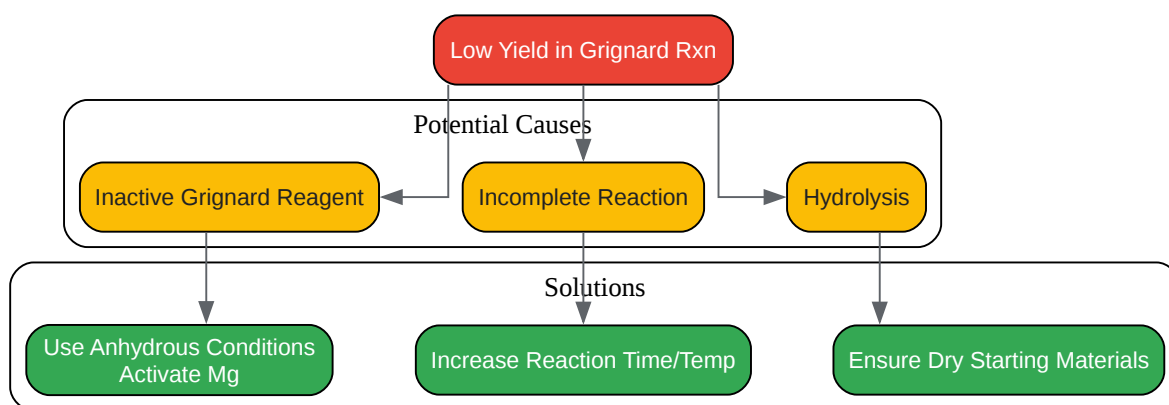 Low Yield in Grignard Rxn
Potential Causes
Inactive Grignard Reagent
Incomplete Reaction
Hydrolysis
Solutions
Use Anhydrous Conditions
Activate Mg
Increase Reaction Time/Temp
Ensure Dry Starting Materials